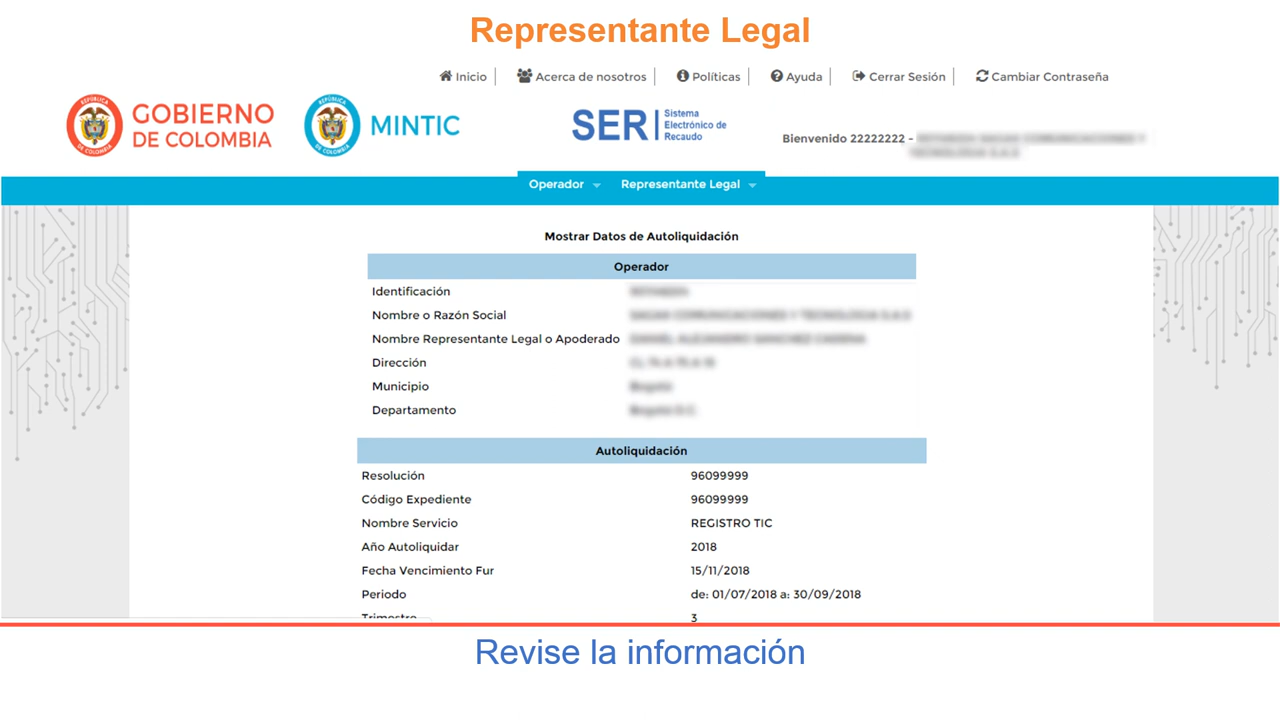 Representante Legal
Inicio Acerca de nosotros Políticas Ayuda Cerrar Sesión Cambiar Contraseña
GOBIERNO
DE COLOMBIA
MINTIC
SER Sistema
Electrónico de
Recaudo
Bienvenido 22222222 -
Operador Representante Legal
Mostrar Datos de Autoliquidación
Operador
Identificación
Nombre o Razón Social
Nombre Representante Legal o Apoderado
Dirección
Municipio
Departamento
Autoliquidación
Resolución 96099999
Código Expediente 96099999
Nombre Servicio REGISTRO TIC
Año Autoliquidar 2018
Fecha Vencimiento Fur 15/11/2018
Periodo de: 01/07/2018 a: 30/09/2018
Trimestre 3
Revise la información